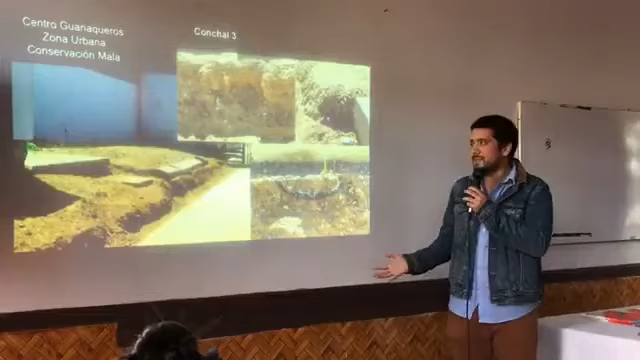 Centro Guanaqueros
Zona Urbana
Conservación Mala
Conchal 3